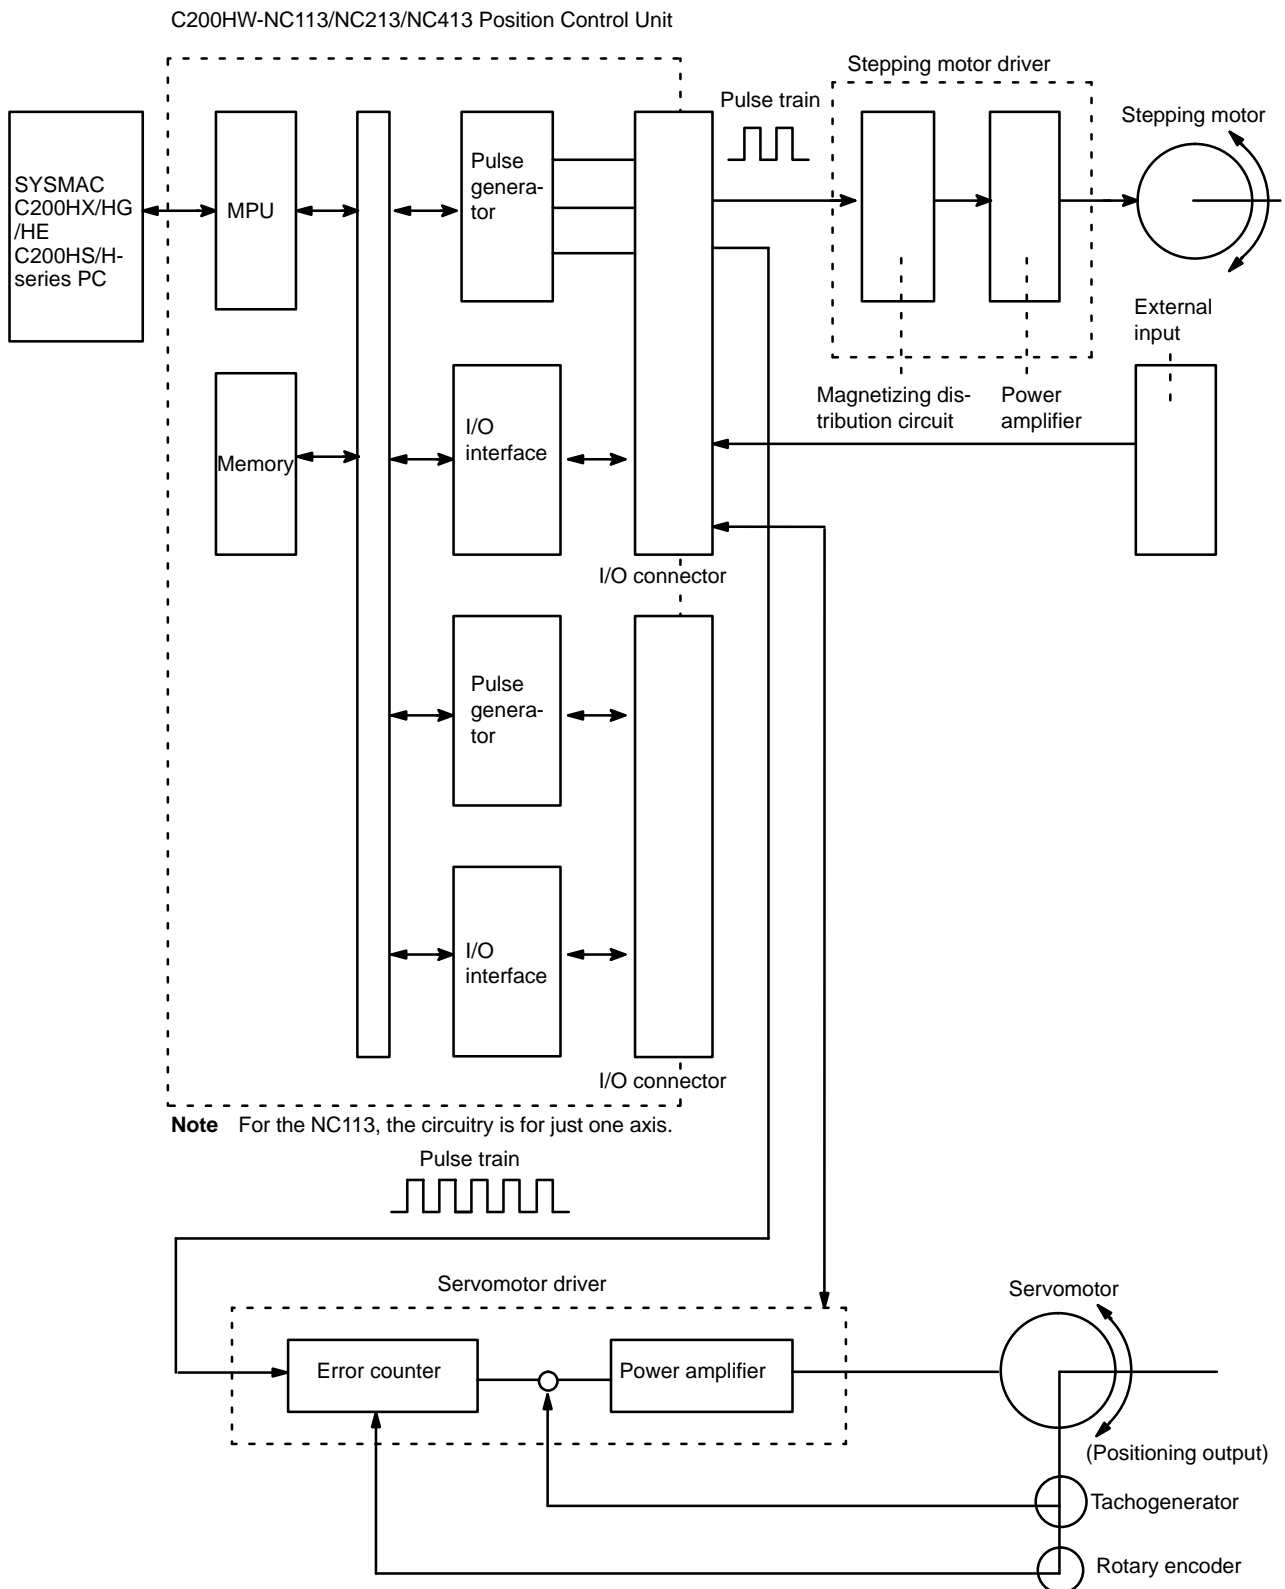 C200HW-NC113/NC213/NC413 Position Control Unit
Stepping motor driver
Pulse train
Stepping motor
SYSMAC
C200HX/HG
/HE
C200HS/H-
series PC
MPU
Pulse
genera-
tor
External
input
Magnetizing dis-
tribution circuit
Power
amplifier
Memory
I/O
interface
I/O connector
Pulse
genera-
tor
I/O
interface
I/O connector
Note For the NC113, the circuitry is for just one axis.
Pulse train
Servomotor driver
Servomotor
Error counter
Power amplifier
(Positioning output)
Tachogenerator
Rotary encoder